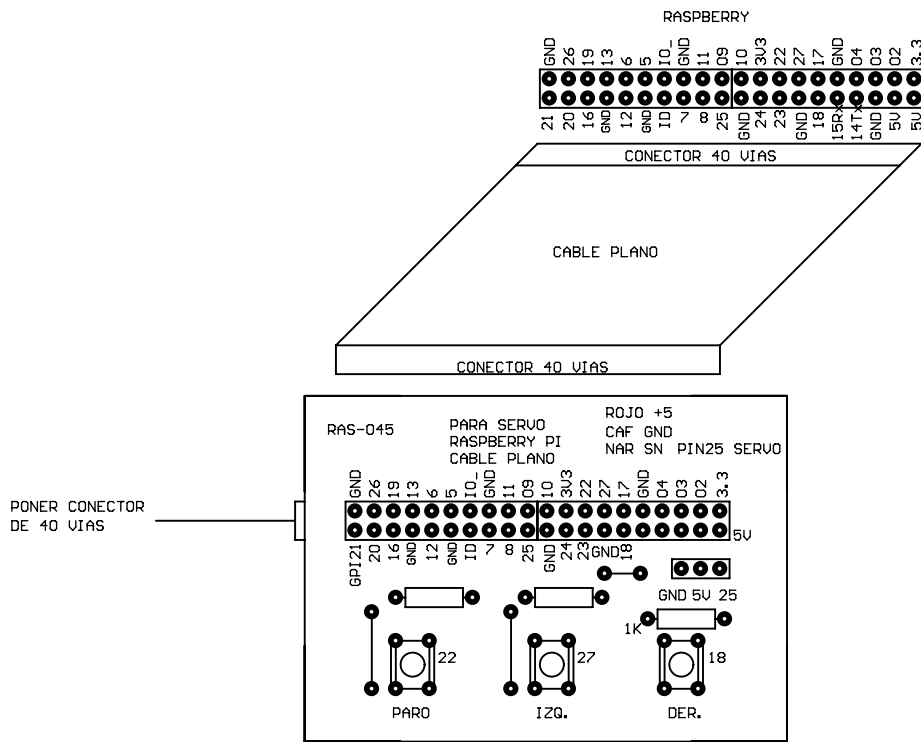 RASPBERRY
GND 26 19 13 6 5 IO_ GND 11 09 10 3V3 22 27 17 GND 04 03 02 3.3
21 20 16 GND 12 GND ID 7 8 25 GND 24 23 GND 18 15Rx 14Tx GND 5V 5V
CONECTOR 40 VIAS
CABLE PLANO
CONECTOR 40 VIAS
RAS-045
PARA SERVO
RASPBERRY PI
CABLE PLANO
ROJO +5
CAF GND
NAR SN PIN25 SERVO
GND 26 19 13 6 5 IO_ GND 11 09 10 3V3 22 27 17 GND 04 03 02 3.3
PONER CONECTOR
DE 40 VIAS
5V
GPI21 20 16 GND 12 GND ID 7 8 25 GND 24 23 GND 18
GND 5V 25
1K
22
27
18
PARO
IZQ.
DER.